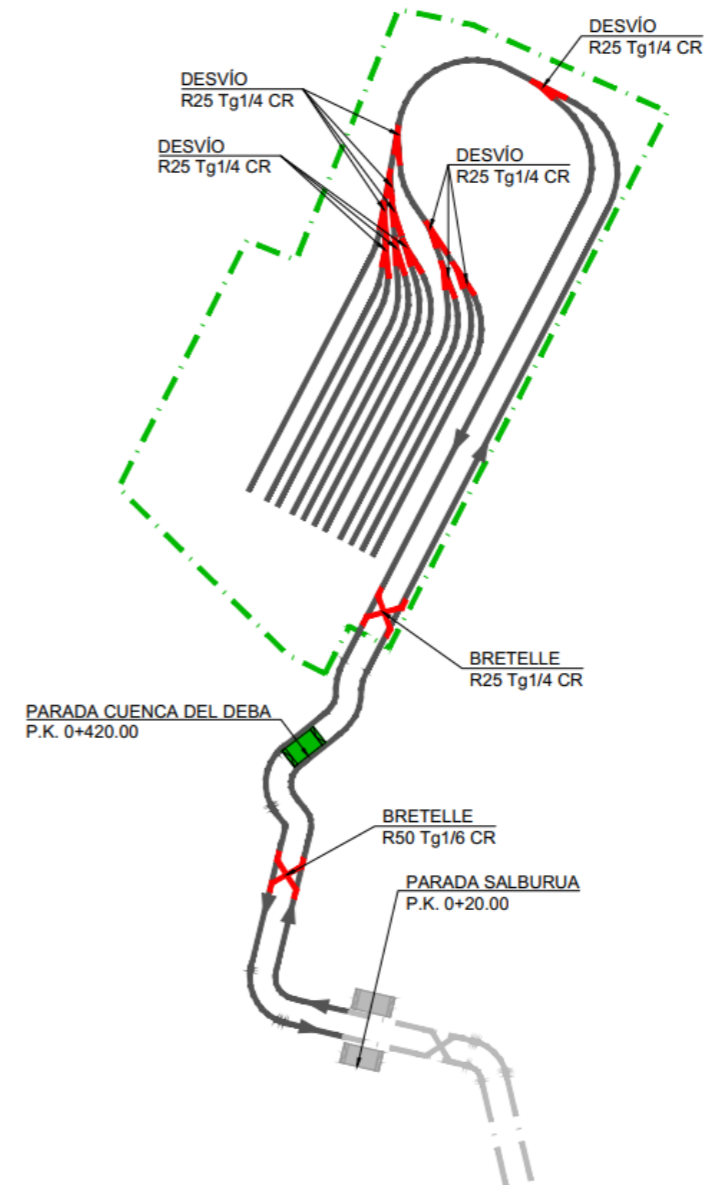 DESVÍO
R25 Tg1/4 CR
DESVÍO
R25 Tg1/4 CR
DESVÍO
R25 Tg1/4 CR
DESVÍO
R25 Tg1/4 CR
BRETELLE
R25 Tg1/4 CR
PARADA CUENCA DEL DEBA
P.K. 0+420.00
BRETELLE
R50 Tg1/6 CR
PARADA SALBURUA
P.K. 0+20.00